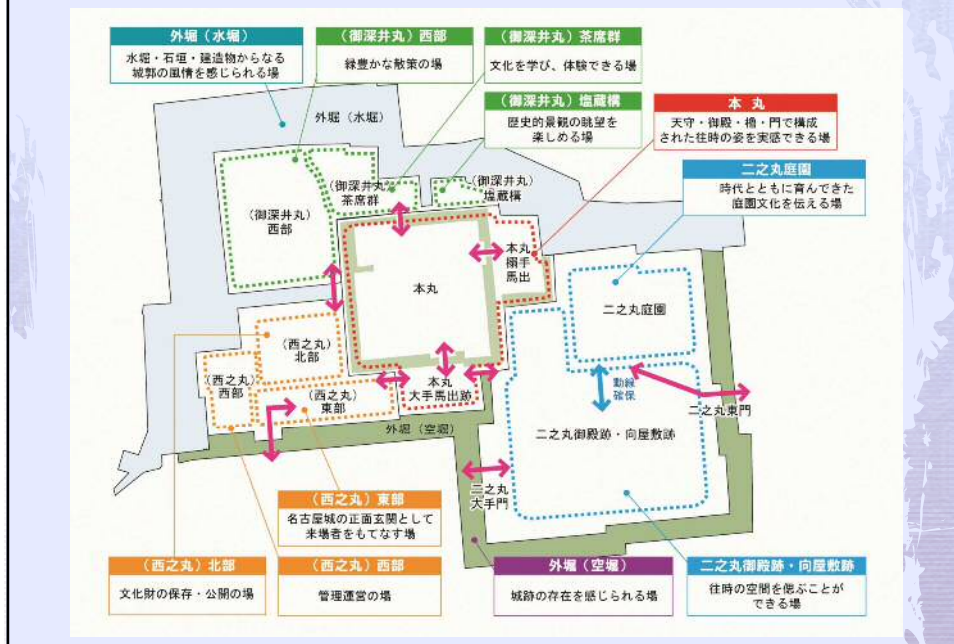 外堀（水堀）
水堀・石垣・建造物からなる
城郭の風情を感じられる場
（御深井丸）西部
緑豊かな散策の場
（御深井丸）茶席群
文化を学び、体験できる場
（御深井丸）塩蔵構
歴史的景観の眺望を
楽しめる場
本丸
天守・御殿・櫓・門で構成
された往時の姿を実感できる場
二之丸庭園
時代とともに育んできた
庭園文化を伝える場
外堀（水堀）
（御深井丸）
西部
（御深井丸）
茶席群
（御深井丸）
塩蔵構
本丸
搦手
馬出
本丸
二之丸庭園
（西之丸）
北部
（西之丸）
西部
（西之丸）
東部
本丸
大手馬出跡
動線
確保
二之丸東門
外堀（空堀）
二之丸御殿跡・向屋敷跡
二之丸
大手門
（西之丸）東部
名古屋城の正面玄関として
来場者をもてなす場
（西之丸）北部
文化財の保存・公開の場
（西之丸）西部
管理運営の場
外堀（空堀）
城跡の存在を感じられる場
二之丸御殿跡・向屋敷跡
往時の空間を偲ぶことが
できる場